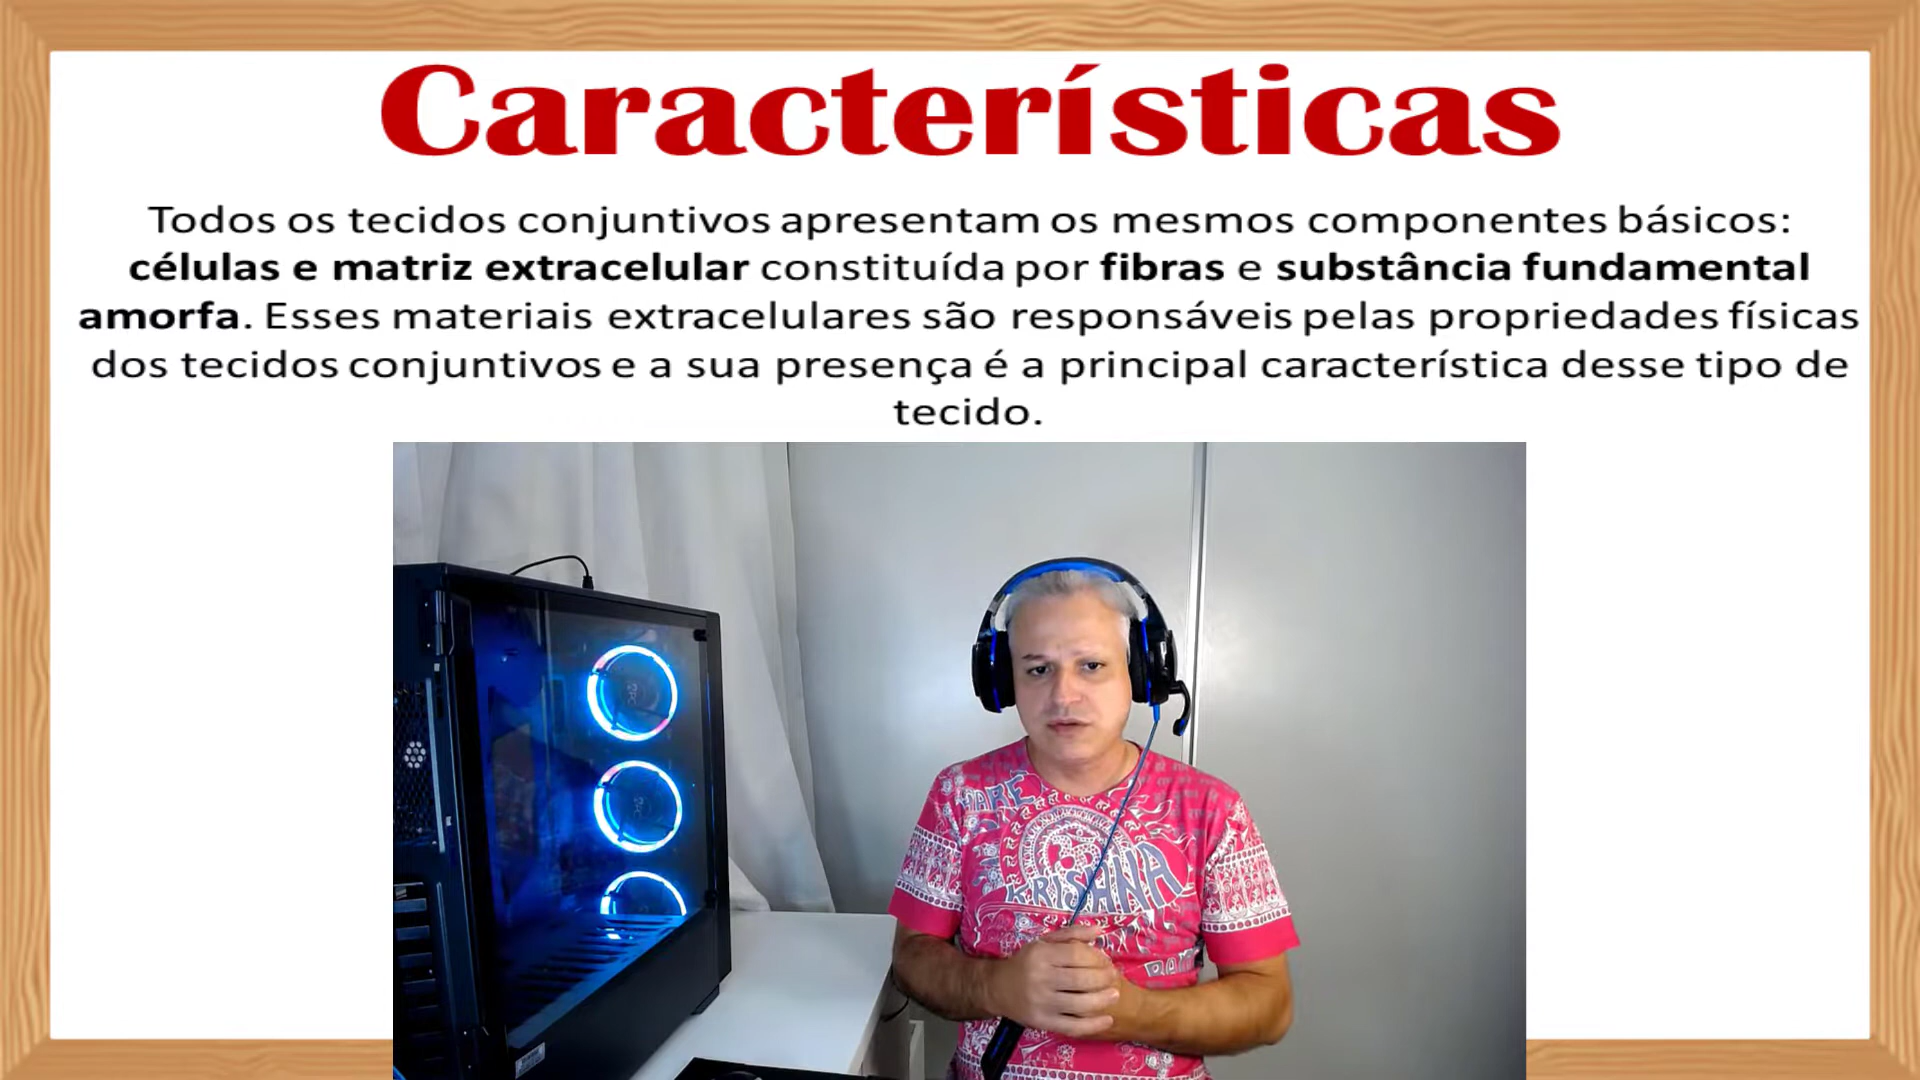 Características
Todos os tecidos conjuntivos apresentam os mesmos componentes básicos:
células e matriz extracelular constituída por fibras e substância fundamental
amorfa. Esses materiais extracelulares são responsáveis pelas propriedades físicas
dos tecidos conjuntivos e a sua presença é a principal característica desse tipo de
tecido.
HARE
KRISHNA